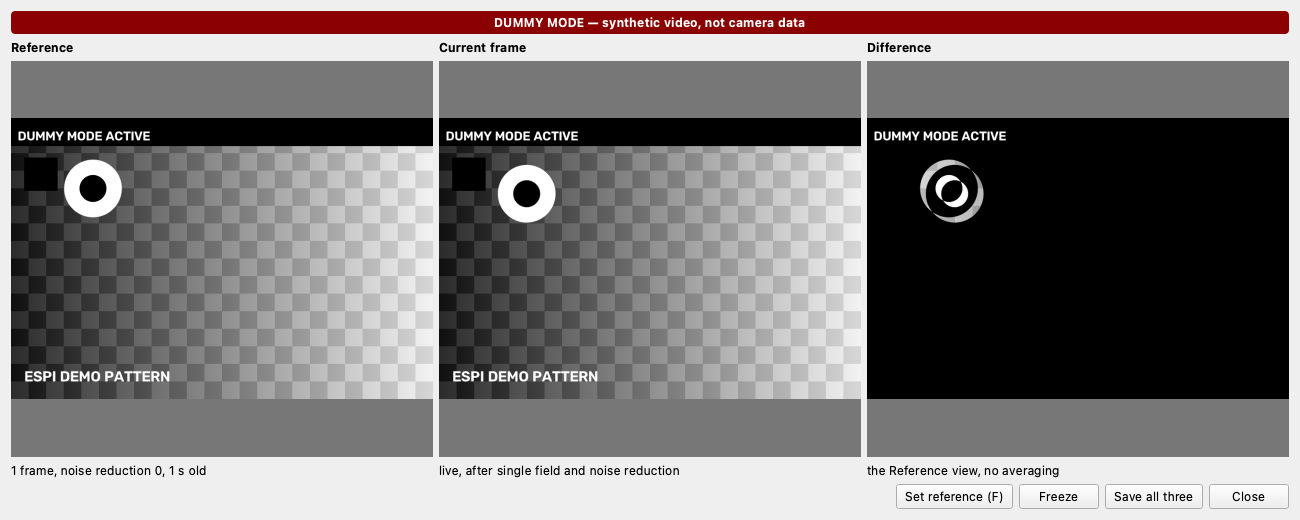 DUMMY MODE — synthetic video, not camera data
Reference
Current frame
Difference
DUMMY MODE ACTIVE
DUMMY MODE ACTIVE
DUMMY MODE ACTIVE
ESPI DEMO PATTERN
ESPI DEMO PATTERN
1 frame, noise reduction 0, 1 s old
live, after single field and noise reduction
the Reference view, no averaging
Set reference (F)
Freeze
Save all three
Close